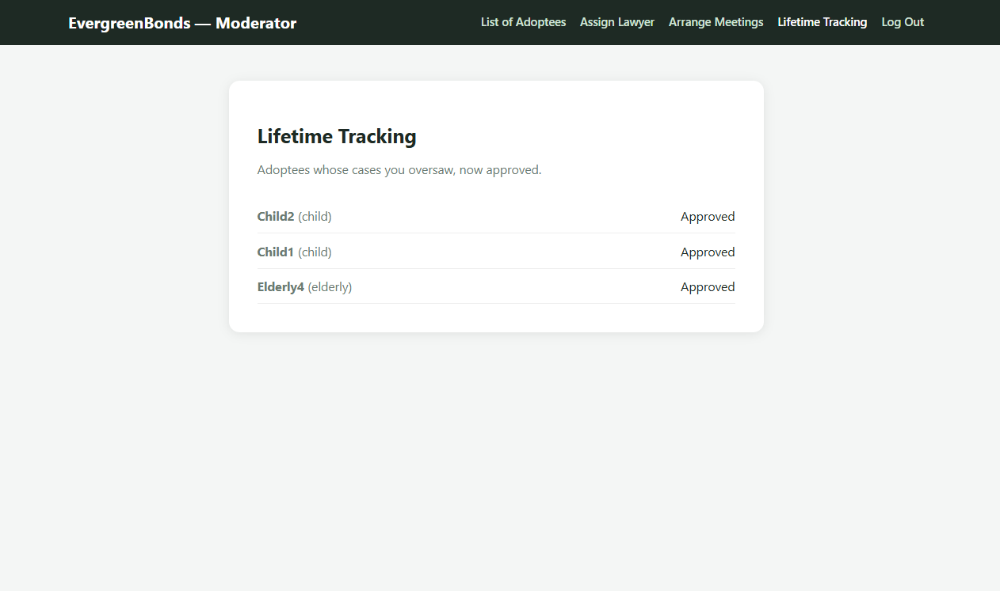 EvergreenBonds — Moderator
List of Adoptees Assign Lawyer Arrange Meetings Lifetime Tracking Log Out
Lifetime Tracking
Adoptees whose cases you oversaw, now approved.
Child2 (child) Approved
Child1 (child) Approved
Elderly4 (elderly) Approved